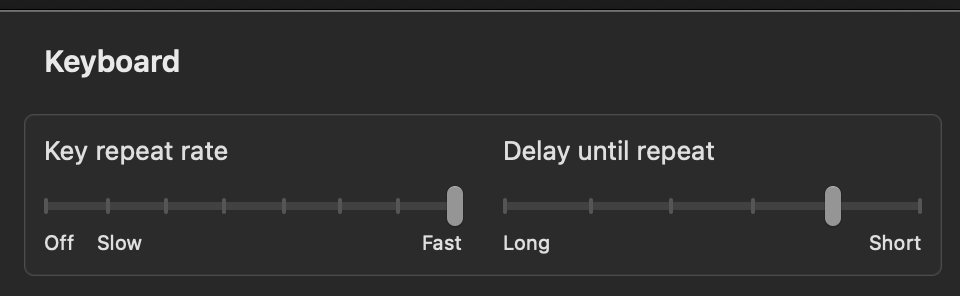 Keyboard
Key repeat rate
Delay until repeat
Off Slow Fast
Long Short